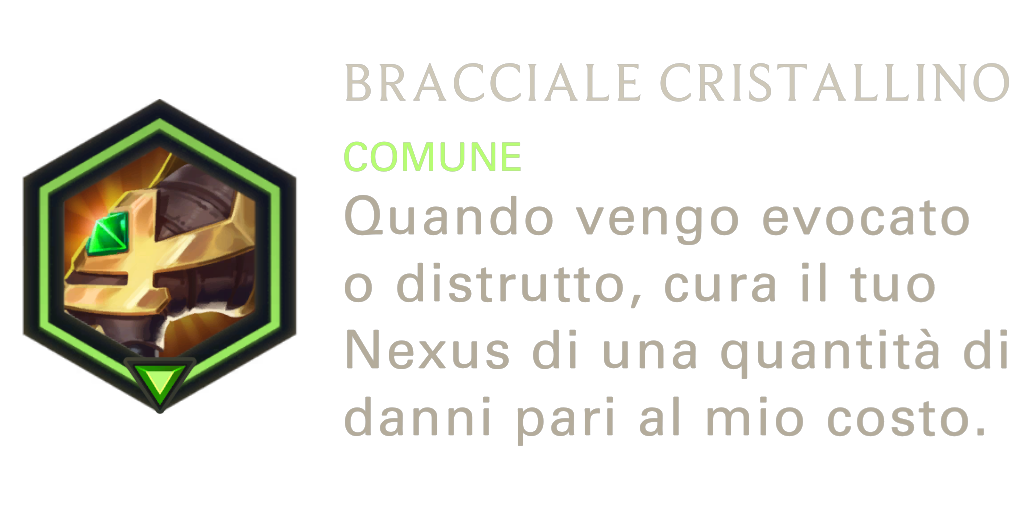 BRACCIALE CRISTALLINO
COMUNE
Quando vengo evocato
o distrutto, cura il tuo
Nexus di una quantità di
danni pari al mio costo.